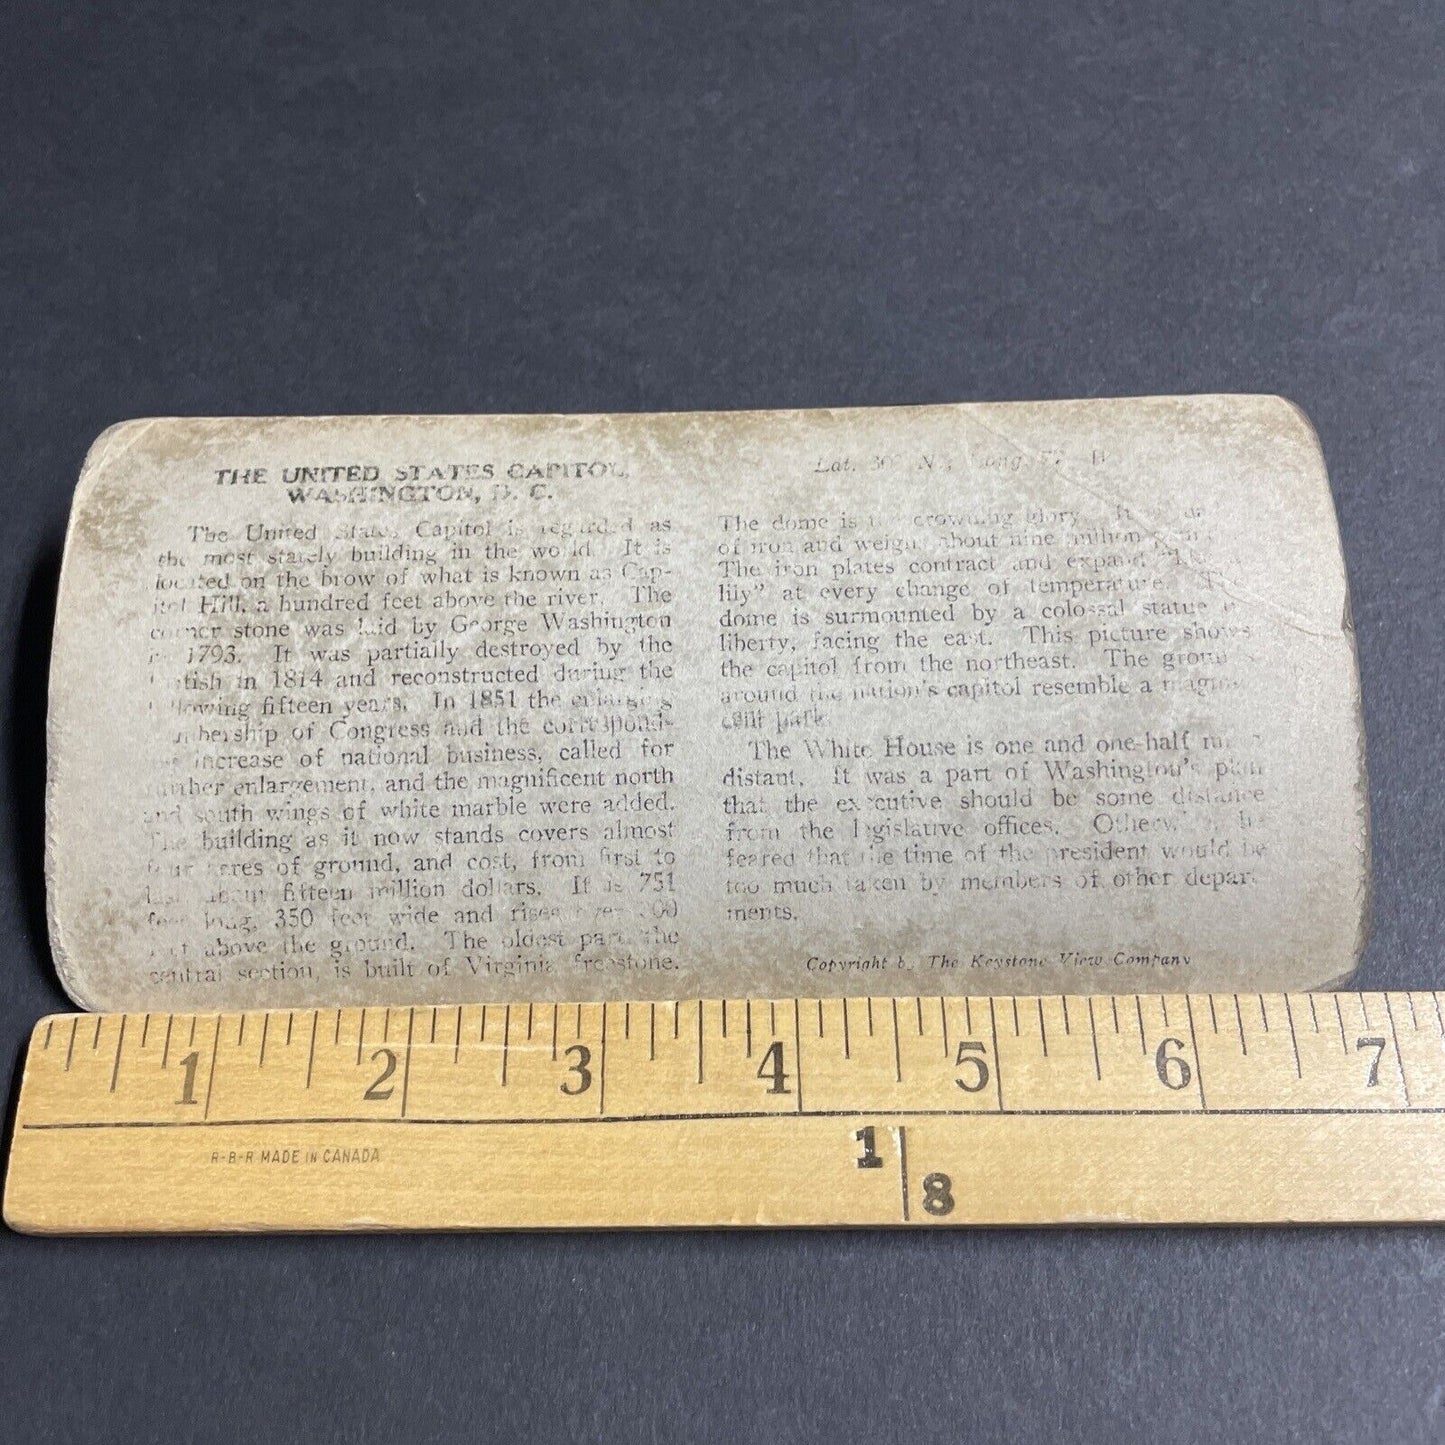 THE UNITED STATES CAPITOL,
WASHINGTON, D. C.
The United States Capitol is regarded as
the most stately building in the world. It is
located on the brow of what is known as Cap-
itol Hill, a hundred feet above the river. The
corner stone was laid by George Washington
1793. It was partially destroyed by the
British in 1814 and reconstructed during the
following fifteen years. In 1851 the enlarging
membership of Congress and the correspond-
increase of national business, called for
further enlargement, and the magnificent north
and south wings of white marble were added.
The building as it now stands covers almost
four acres of ground, and cost, from first to
last about fifteen million dollars. It is 751
feet long, 350 feet wide and rises over
feet above the ground. The oldest part, the
central section, is built of Virginia freestone.
Lat. N.; Long. W.
The dome is the crowning glory. It
of iron and weighs about nine million
The iron plates contract and expand
lily" at every change of temperature. The
dome is surmounted by a colossal statue
liberty, facing the east. This picture shows
the capitol from the northeast. The grounds
around the nation's capitol resemble a magnifi-
cent park.
The White House is one and one-half miles
distant. It was a part of Washington's plan
that the executive should be some distance
from the legislative offices. Otherwise, he
feared that the time of the president would be
too much taken by members of other depart-
ments.
Copyright by The Keystone View Company
1 2 3 4 5 6 7
1
8
R-B-R MADE IN CANADA